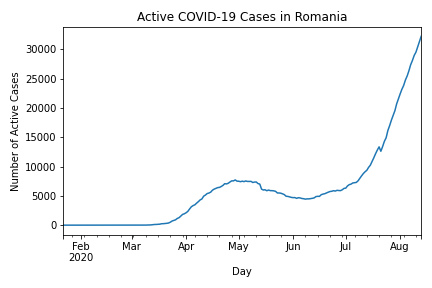 Active COVID-19 Cases in Romania
Number of Active Cases
30000
25000
20000
15000
10000
5000
0
Feb
2020
Mar
Apr
May
Jun
Jul
Aug
Day